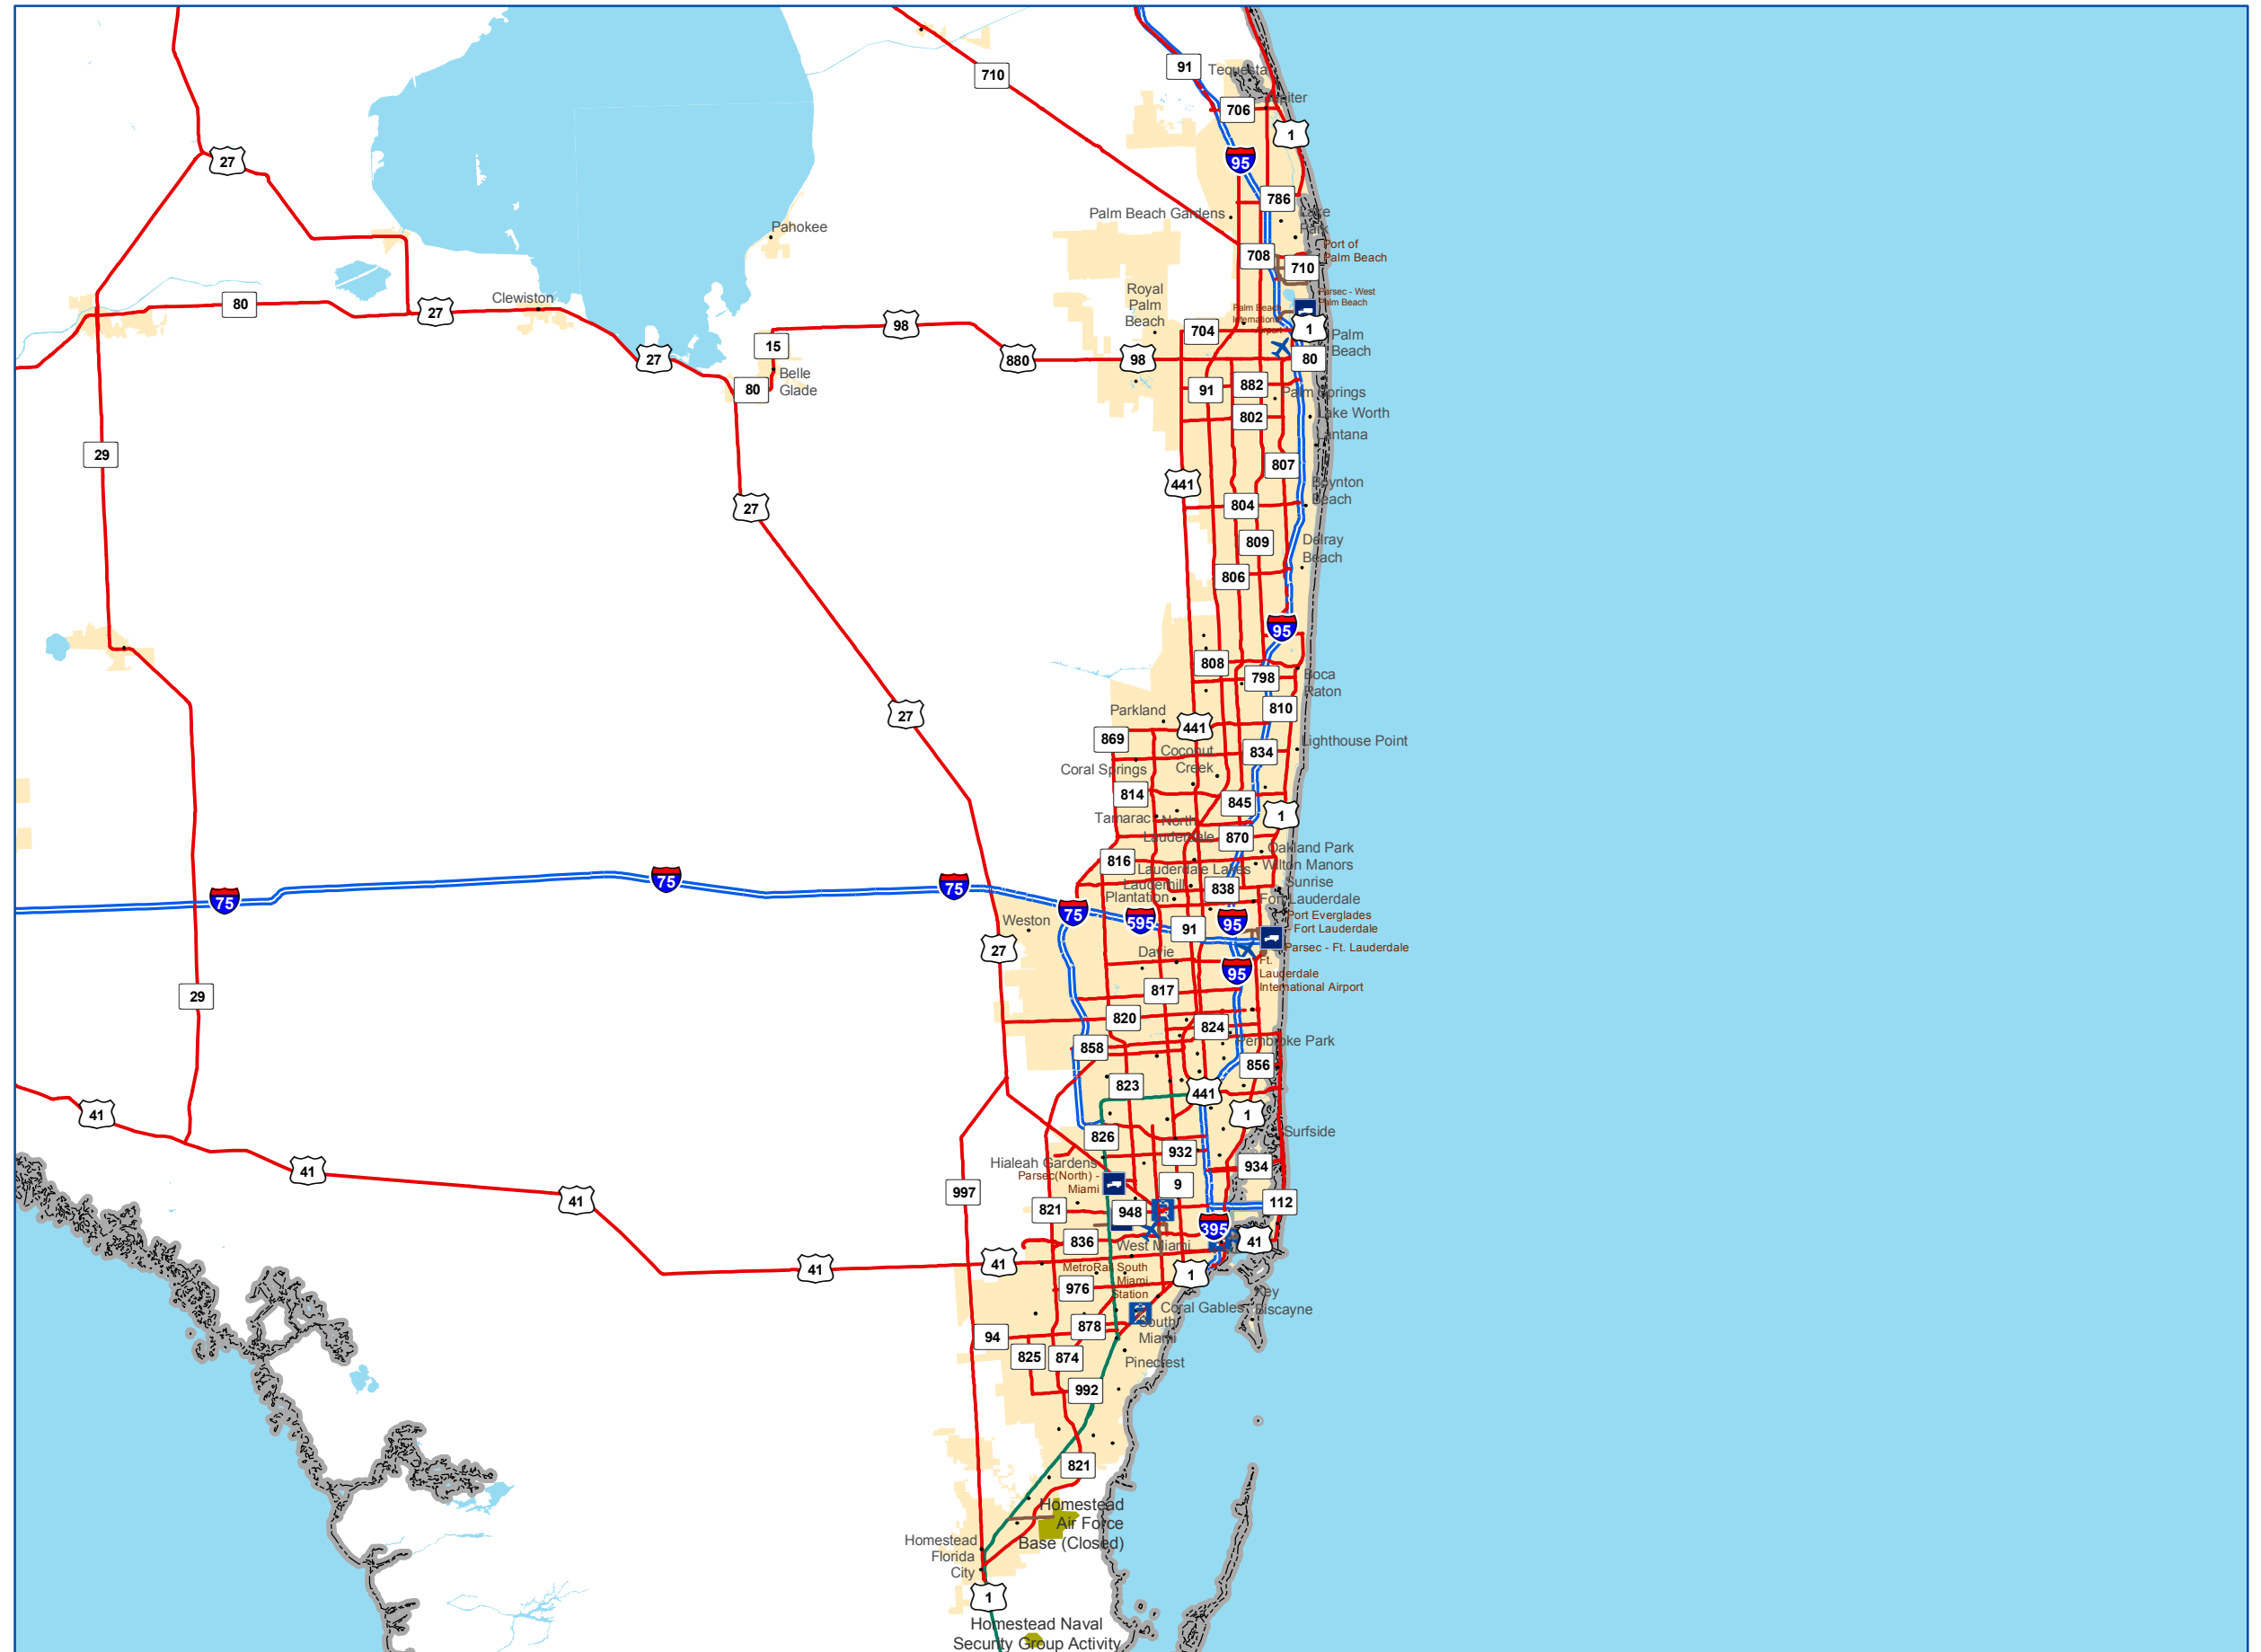 710
91
Tequesta
706
Jupiter
1
27
95
786
Palm Beach Gardens
Lake
Park
Pahokee
Port of
Palm Beach
708
710
Royal
Palm
Beach
Parsec - West
Palm Beach
Palm Beach
International
Airport
80
27
Clewiston
98
704
1
Palm
Beach
15
27
880
98
80
Belle
Glade
80
91
882
Palm Springs
802
Lake Worth
Lantana
29
807
441
Boynton
Beach
27
804
809
Delray
Beach
806
95
808
798
Boca
Raton
27
810
Parkland
441
869
834
Lighthouse Point
Coconut
Creek
Coral Springs
814
845
1
Tamarac
North
Lauderdale
870
816
Oakland Park
Wilton Manors
Lauderdale Lakes
Lauderhill
838
Sunrise
Plantation
Fort Lauderdale
75
75
75
75
595
95
Weston
91
Port Everglades
- Fort Lauderdale
Parsec - Ft. Lauderdale
27
Davie
95
Ft.
Lauderdale
International Airport
29
817
820
824
858
Pembroke Park
856
823
441
41
1
826
Surfside
932
Hialeah Gardens
934
41
Parsec(North) -
Miami
9
997
41
821
948
112
395
836
West Miami
41
41
41
MetroRail South
Miami
Station
1
976
Key
Biscayne
Coral Gables
878
South
Miami
94
825
874
Pinecrest
992
821
Homestead
Air Force
Base (Closed)
Homestead
Florida
City
1
Homestead Naval
Security Group Activity